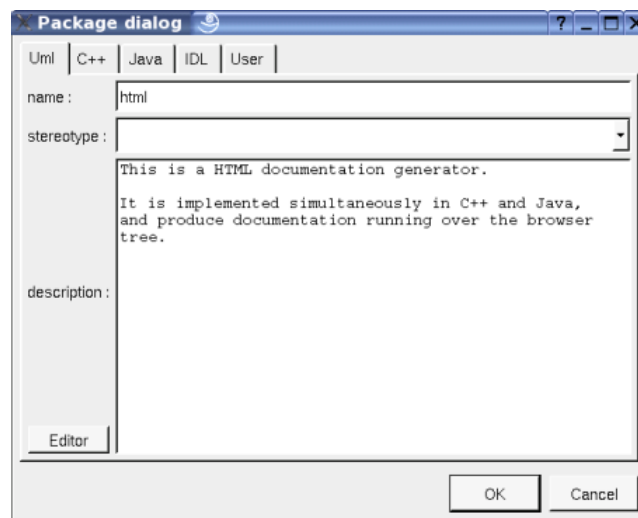 Package dialog
Uml C++ Java IDL User
name : html
stereotype :
This is a HTML documentation generator.
It is implemented simultaneously in C++ and Java,
and produce documentation running over the browser
tree.
description :
Editor
OK Cancel